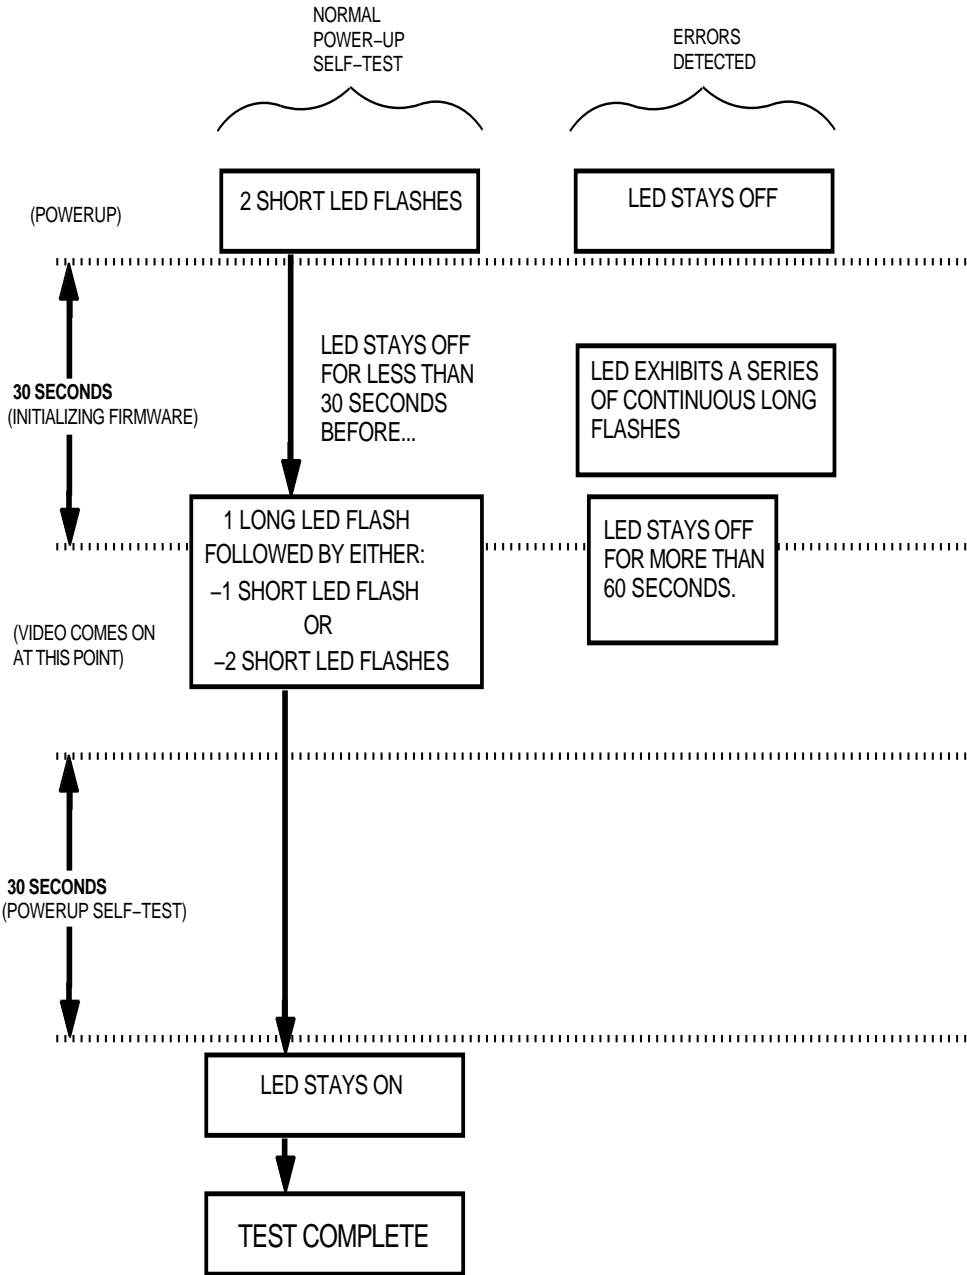 NORMAL
POWER–UP
SELF–TEST
ERRORS
DETECTED
(POWERUP)
2 SHORT LED FLASHES
LED STAYS OFF
30 SECONDS
(INITIALIZING FIRMWARE)
LED STAYS OFF
FOR LESS THAN
30 SECONDS
BEFORE...
LED EXHIBITS A SERIES
OF CONTINUOUS LONG
FLASHES
1 LONG LED FLASH
FOLLOWED BY EITHER:
–1 SHORT LED FLASH
OR
–2 SHORT LED FLASHES
LED STAYS OFF
FOR MORE THAN
60 SECONDS.
(VIDEO COMES ON
AT THIS POINT)
30 SECONDS
(POWERUP SELF–TEST)
LED STAYS ON
TEST COMPLETE